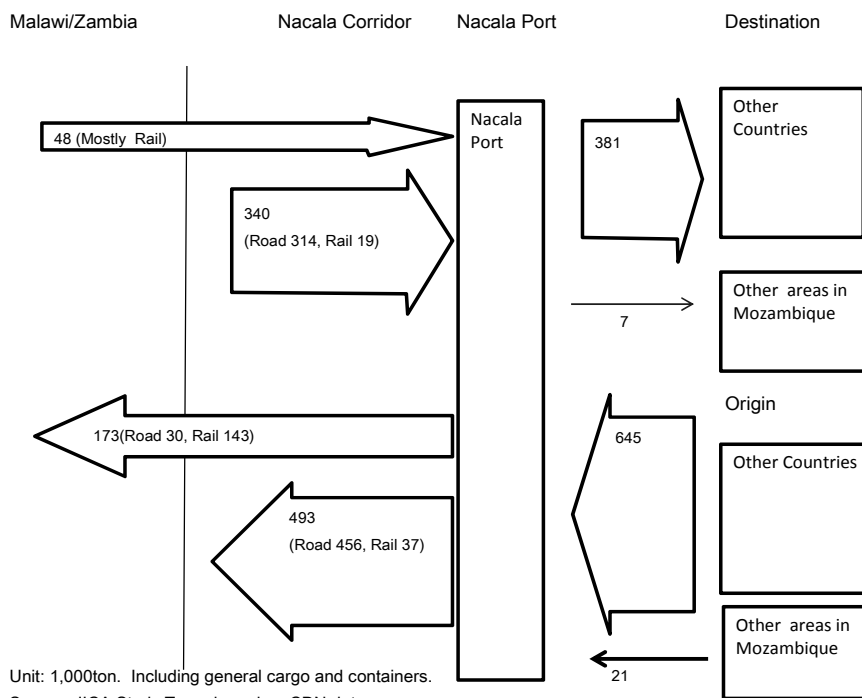 Malawi/Zambia Nacala Corridor Nacala Port Destination
Other
Countries
Nacala
Port
48 (Mostly Rail)
381
340
(Road 314, Rail 19)
Other areas in
Mozambique
7
Origin
173(Road 30, Rail 143)
645
Other Countries
493
(Road 456, Rail 37)
Other areas in
Mozambique
21
Unit: 1,000ton. Including general cargo and containers.